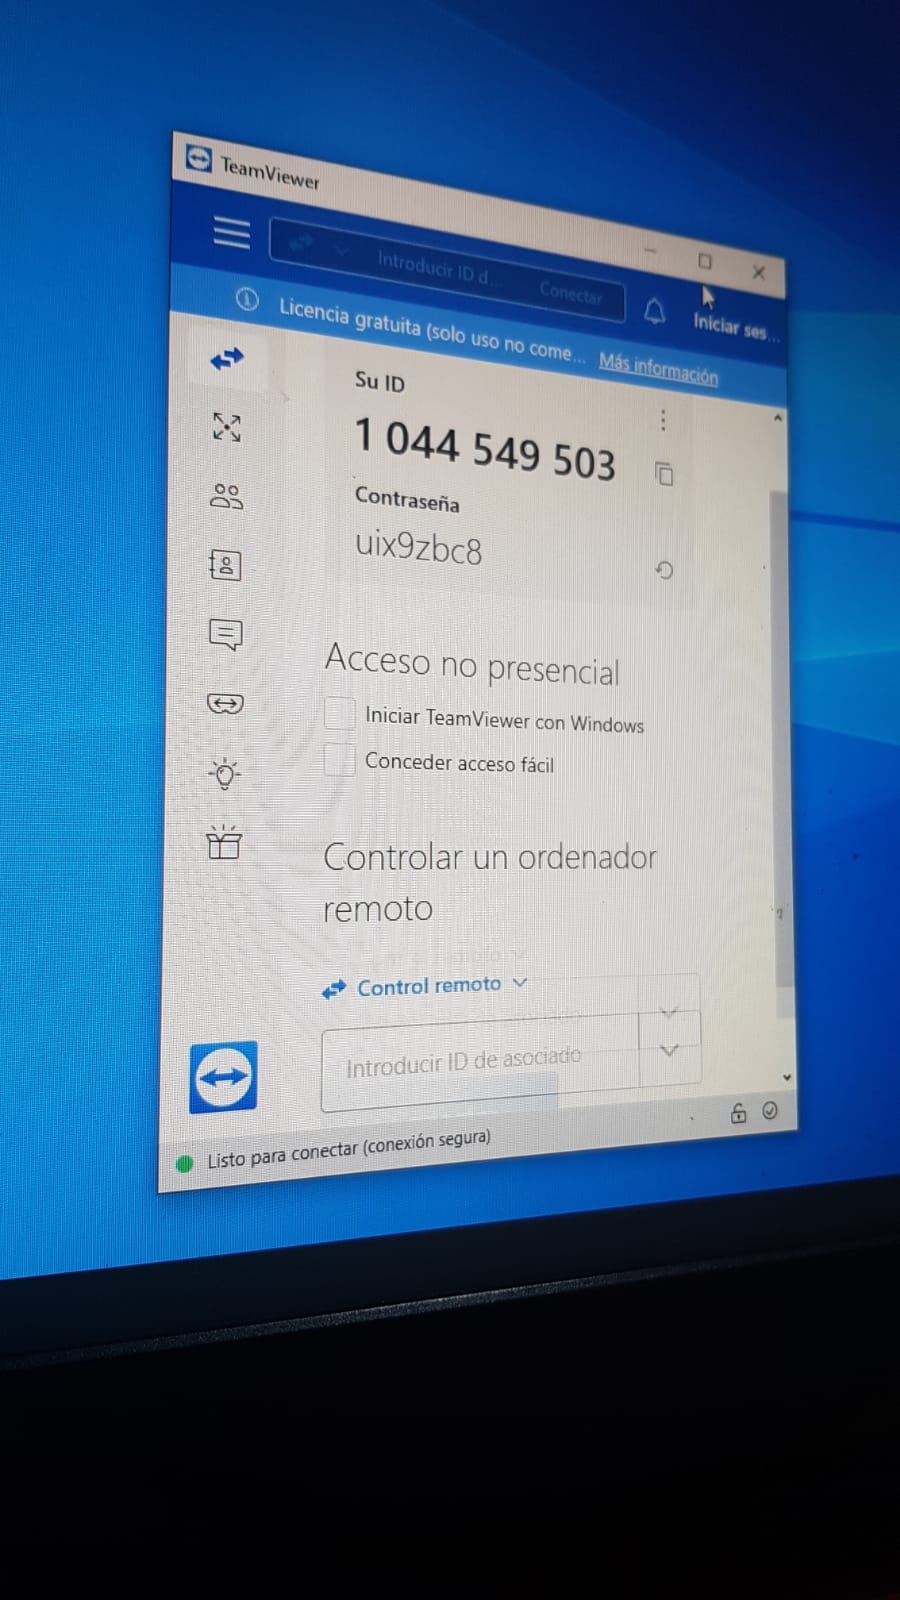 TeamViewer
Introducir ID d... Conectar
Iniciar ses...
Licencia gratuita (solo uso no come... Más información
Su ID
1 044 549 503
Contraseña
uix9zbc8
Acceso no presencial
Iniciar TeamViewer con Windows
Conceder acceso fácil
Controlar un ordenador
remoto
Control remoto
Introducir ID de asociado
Listo para conectar (conexión segura)